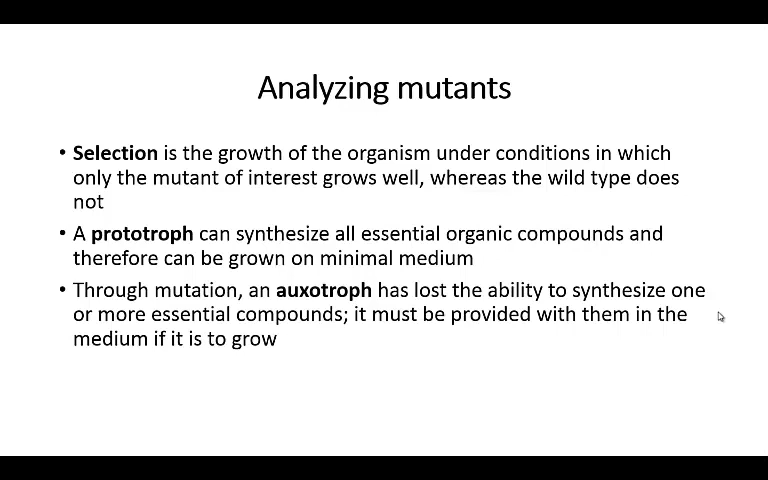 Analyzing mutants
• Selection is the growth of the organism under conditions in which
only the mutant of interest grows well, whereas the wild type does
not
• A prototroph can synthesize all essential organic compounds and
therefore can be grown on minimal medium
• Through mutation, an auxotroph has lost the ability to synthesize one
or more essential compounds; it must be provided with them in the
medium if it is to grow